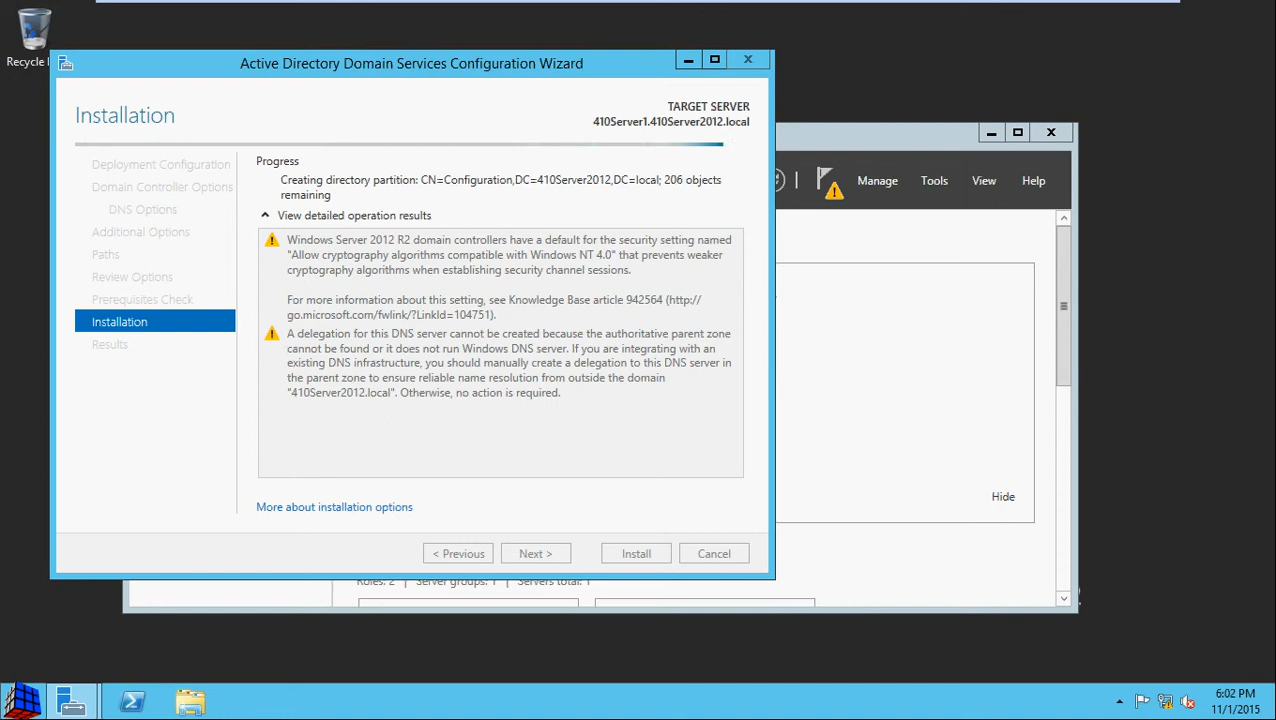 Recycle
Active Directory Domain Services Configuration Wizard
Installation
TARGET SERVER
410Server1.410Server2012.local
Deployment Configuration
Domain Controller Options
DNS Options
Additional Options
Paths
Review Options
Prerequisites Check
Installation
Results
Progress
Creating directory partition: CN=Configuration,DC=410Server2012,DC=local; 206 objects
remaining
View detailed operation results
Windows Server 2012 R2 domain controllers have a default for the security setting named
"Allow cryptography algorithms compatible with Windows NT 4.0" that prevents weaker
cryptography algorithms when establishing security channel sessions.
For more information about this setting, see Knowledge Base article 942564 (http://
go.microsoft.com/fwlink/?LinkId=104751).
A delegation for this DNS server cannot be created because the authoritative parent zone
cannot be found or it does not run Windows DNS server. If you are integrating with an
existing DNS infrastructure, you should manually create a delegation to this DNS server in
the parent zone to ensure reliable name resolution from outside the domain
"410Server2012.local". Otherwise, no action is required.
More about installation options
< Previous
Next >
Install
Cancel
Manage
Tools
View
Help
Hide
Roles: 2 | Server groups: 1 | Servers total: 1
6:02 PM
11/1/2015